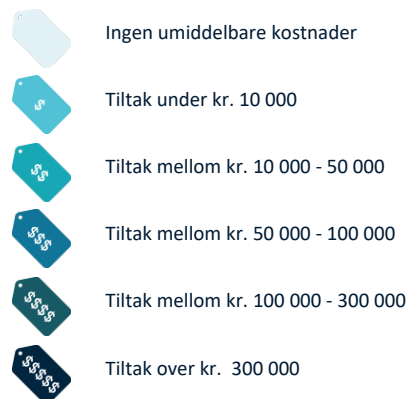 Ingen umiddelbare kostnader
$ Tiltak under kr. 10 000
$$ Tiltak mellom kr. 10 000 - 50 000
$$$ Tiltak mellom kr. 50 000 - 100 000
$$$$ Tiltak mellom kr. 100 000 - 300 000
$$$$$ Tiltak over kr.  300 000